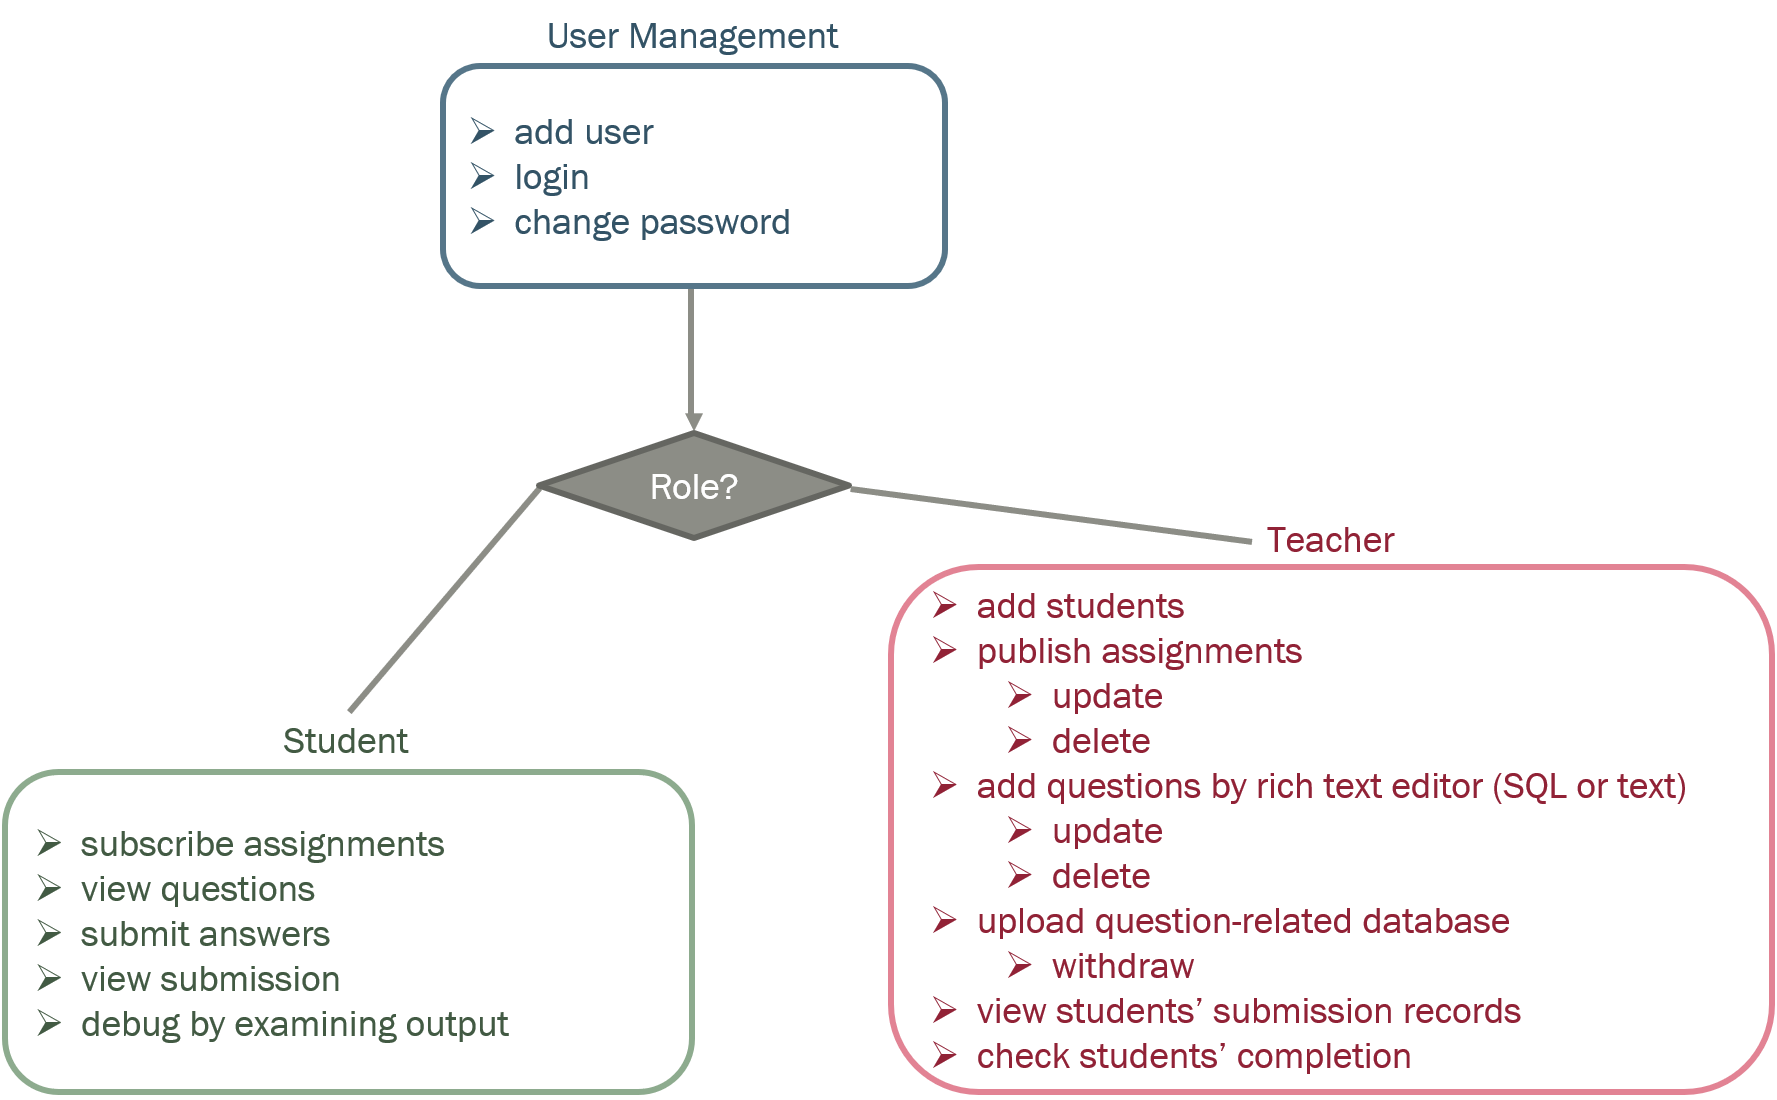 User Management
add user
login
change password
Role?
Teacher
add students
publish assignments
update
delete
add questions by rich text editor (SQL or text)
update
delete
upload question-related database
withdraw
view students’ submission records
check students’ completion
Student
subscribe assignments
view questions
submit answers
view submission
debug by examining output